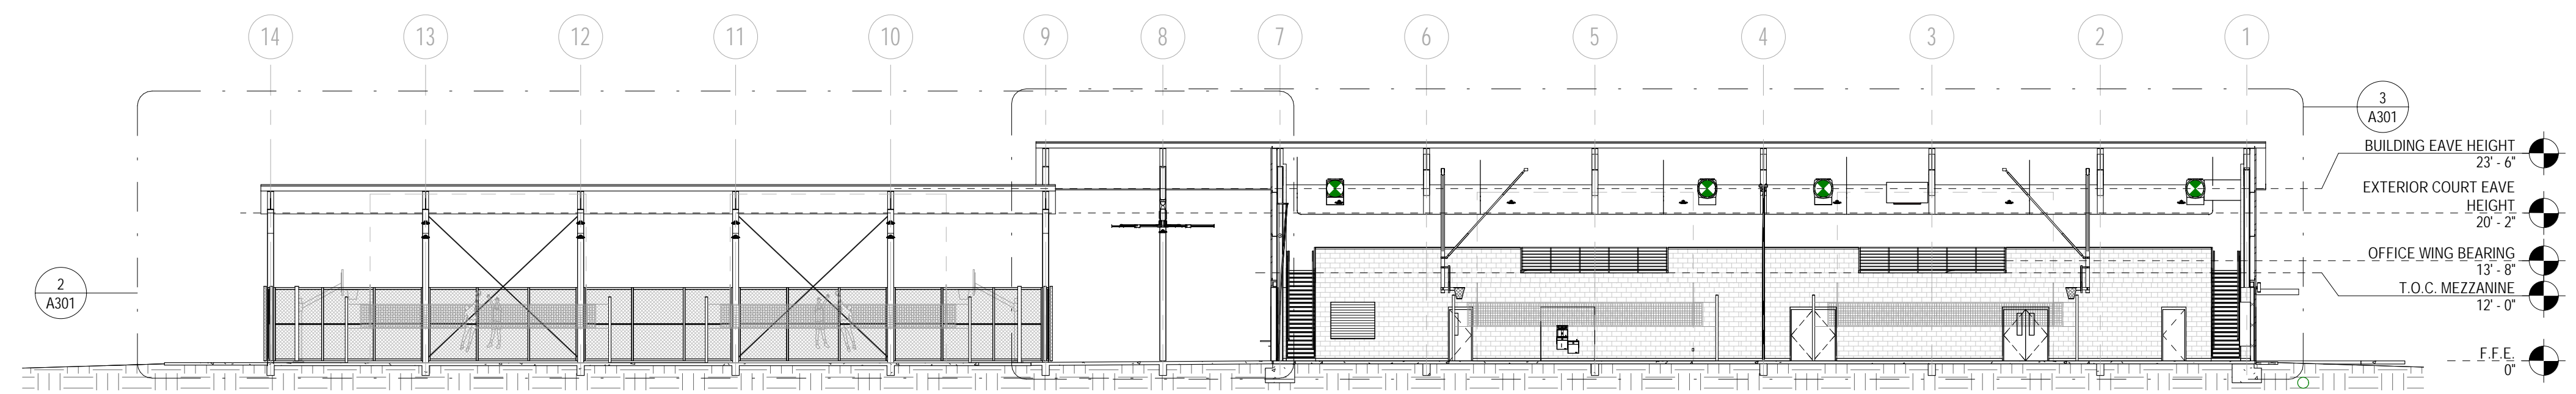 14
13
12
11
10
9
8
7
6
5
4
3
2
1
3
A301
BUILDING EAVE HEIGHT
23' - 6"
EXTERIOR COURT EAVE
HEIGHT
20' - 2"
OFFICE WING BEARING
13' - 8"
T.O.C. MEZZANINE
12' - 0"
F.F.E.
0"
2
A301